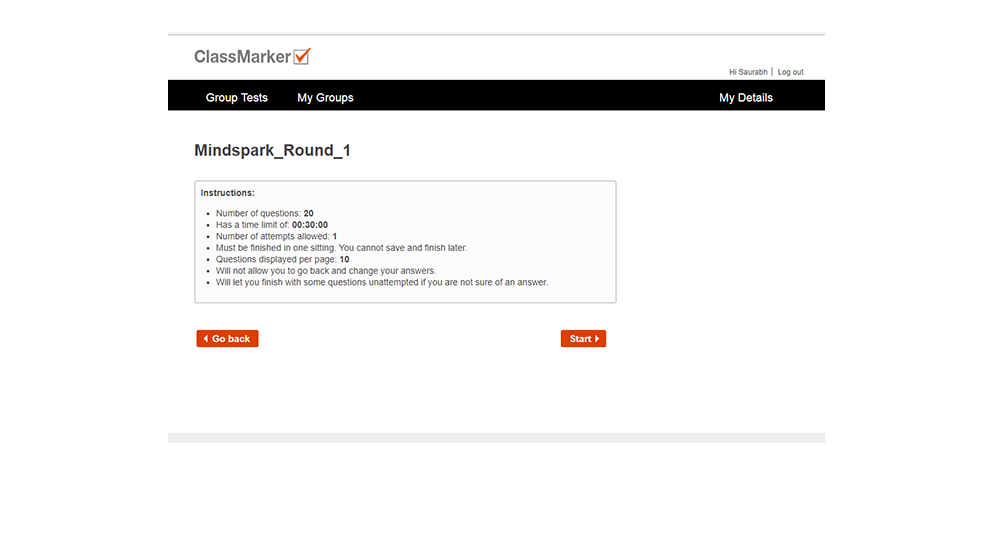 ClassMarker
Hi Saurabh | Log out
Group Tests My Groups My Details
Mindspark_Round_1
Instructions:
• Number of questions: 20
• Has a time limit of: 00:30:00
• Number of attempts allowed: 1
• Must be finished in one sitting. You cannot save and finish later.
• Questions displayed per page: 10
• Will not allow you to go back and change your answers.
• Will let you finish with some questions unattempted if you are not sure of an answer.
Go back Start